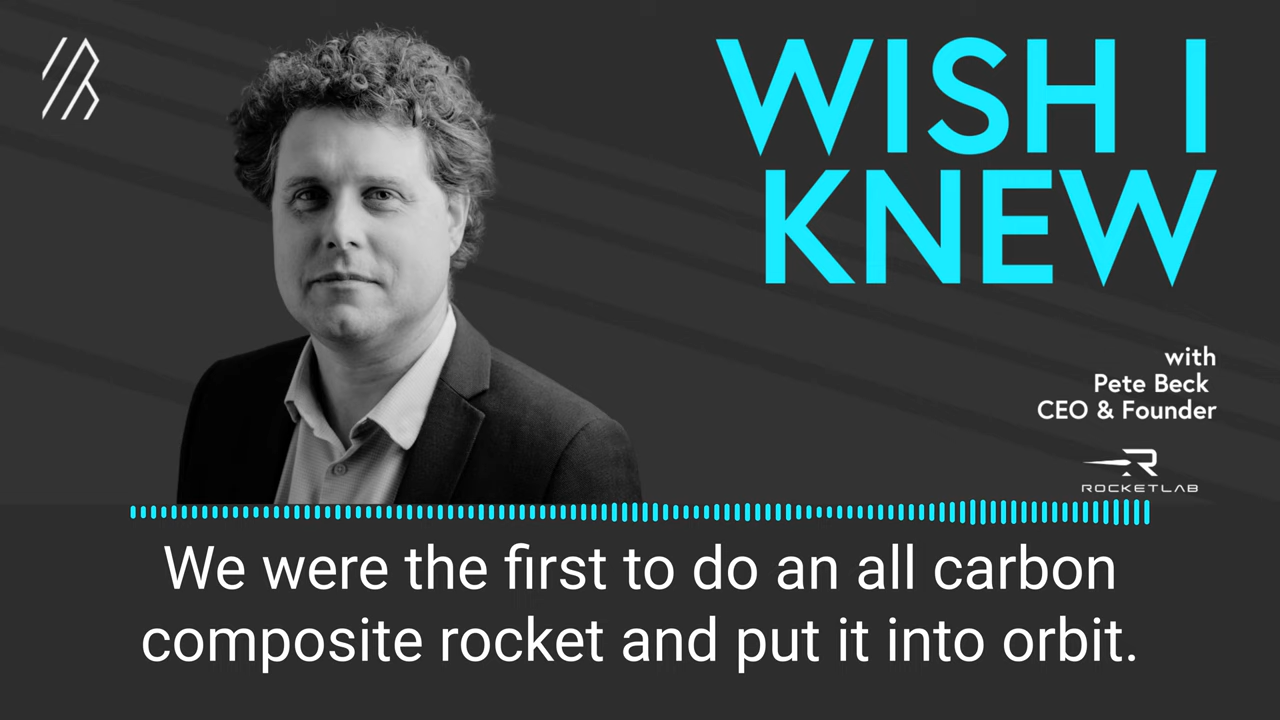 WISH I
KNEW
with
Pete Beck
CEO & Founder
ROCKETLAB
We were the first to do an all carbon
composite rocket and put it into orbit.